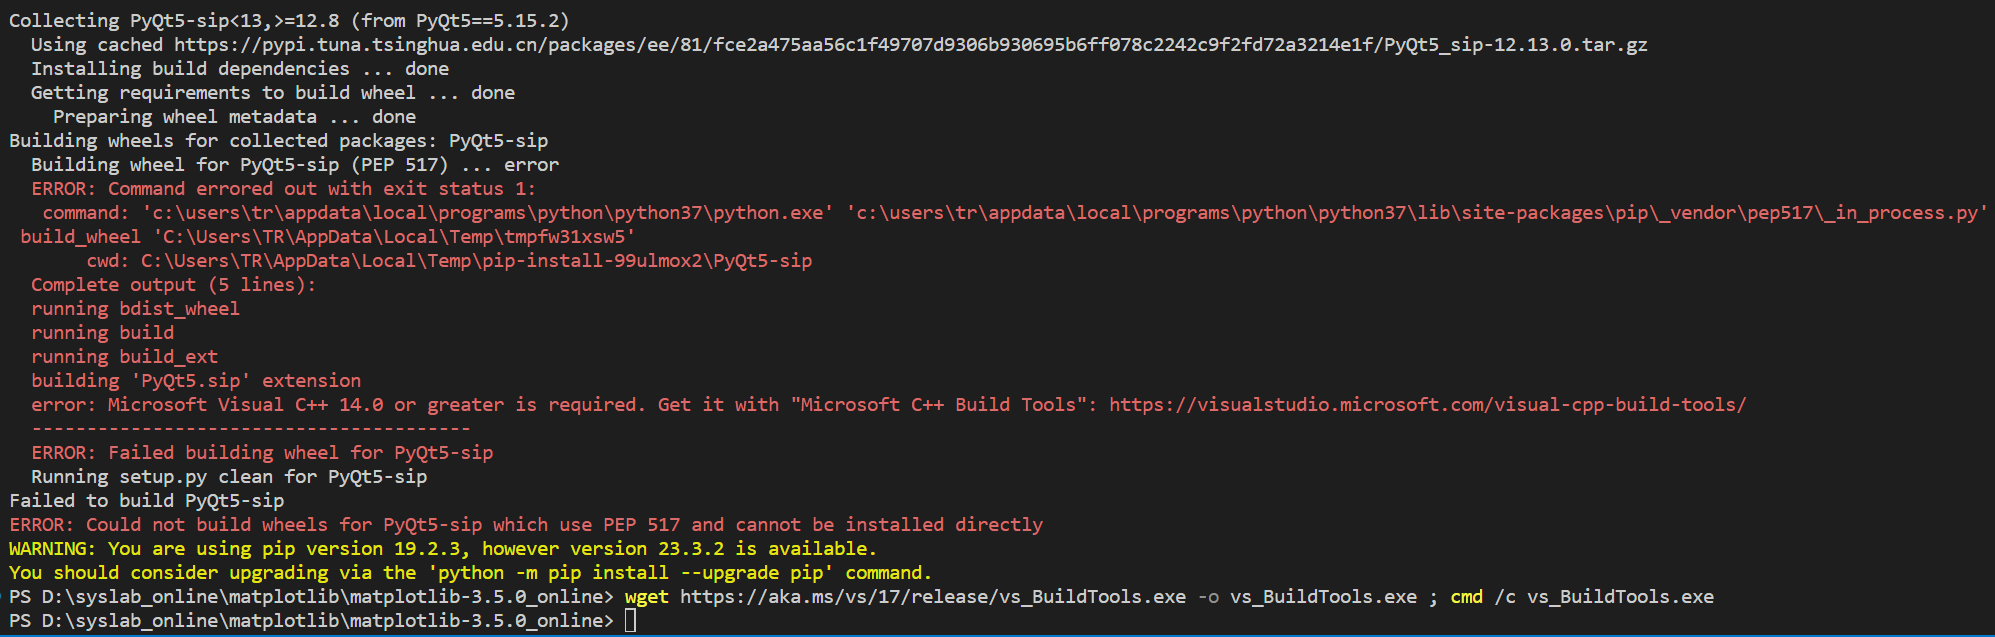 Collecting PyQt5-sip<13,>=12.8 (from PyQt5==5.15.2)
Using cached https://pypi.tuna.tsinghua.edu.cn/packages/ee/81/fce2a475aa56c1f49707d9306b930695b6ff078c2242c9f2fd72a3214e1f/PyQt5_sip-12.13.0.tar.gz
Installing build dependencies ... done
Getting requirements to build wheel ... done
Preparing wheel metadata ... done
Building wheels for collected packages: PyQt5-sip
Building wheel for PyQt5-sip (PEP 517) ... error
ERROR: Command errored out with exit status 1:
command: 'c:\users\tr\appdata\local\programs\python\python37\python.exe' 'c:\users\tr\appdata\local\programs\python\python37\lib\site-packages\pip\_vendor\pep517\_in_process.py'
build_wheel 'C:\Users\TR\AppData\Local\Temp\tmpfw31xsw5'
cwd: C:\Users\TR\AppData\Local\Temp\pip-install-99ulmox2\PyQt5-sip
Complete output (5 lines):
running bdist_wheel
running build
running build_ext
building 'PyQt5.sip' extension
error: Microsoft Visual C++ 14.0 or greater is required. Get it with "Microsoft C++ Build Tools": https://visualstudio.microsoft.com/visual-cpp-build-tools/
----------------------------------------
ERROR: Failed building wheel for PyQt5-sip
Running setup.py clean for PyQt5-sip
Failed to build PyQt5-sip
ERROR: Could not build wheels for PyQt5-sip which use PEP 517 and cannot be installed directly
WARNING: You are using pip version 19.2.3, however version 23.3.2 is available.
You should consider upgrading via the 'python -m pip install --upgrade pip' command.
PS D:\syslab_online\matplotlib\matplotlib-3.5.0_online> wget https://aka.ms/vs/17/release/vs_BuildTools.exe -o vs_BuildTools.exe ; cmd /c vs_BuildTools.exe
PS D:\syslab_online\matplotlib\matplotlib-3.5.0_online>